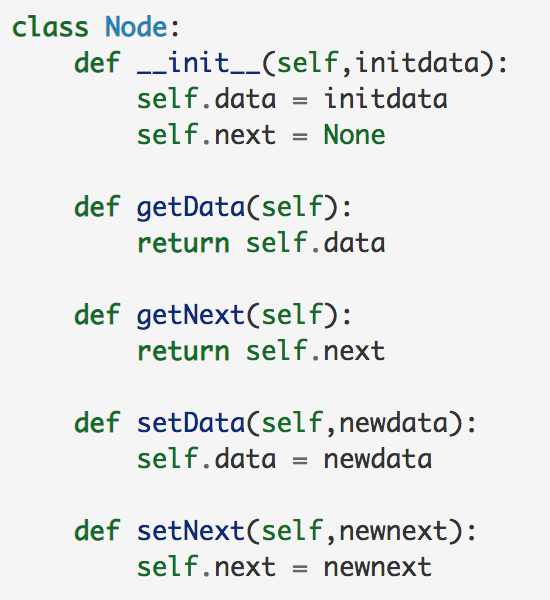 class Node:
    def __init__(self,initdata):
        self.data = initdata
        self.next = None

    def getData(self):
        return self.data

    def getNext(self):
        return self.next

    def setData(self,newdata):
        self.data = newdata

    def setNext(self,newnext):
        self.next = newnext